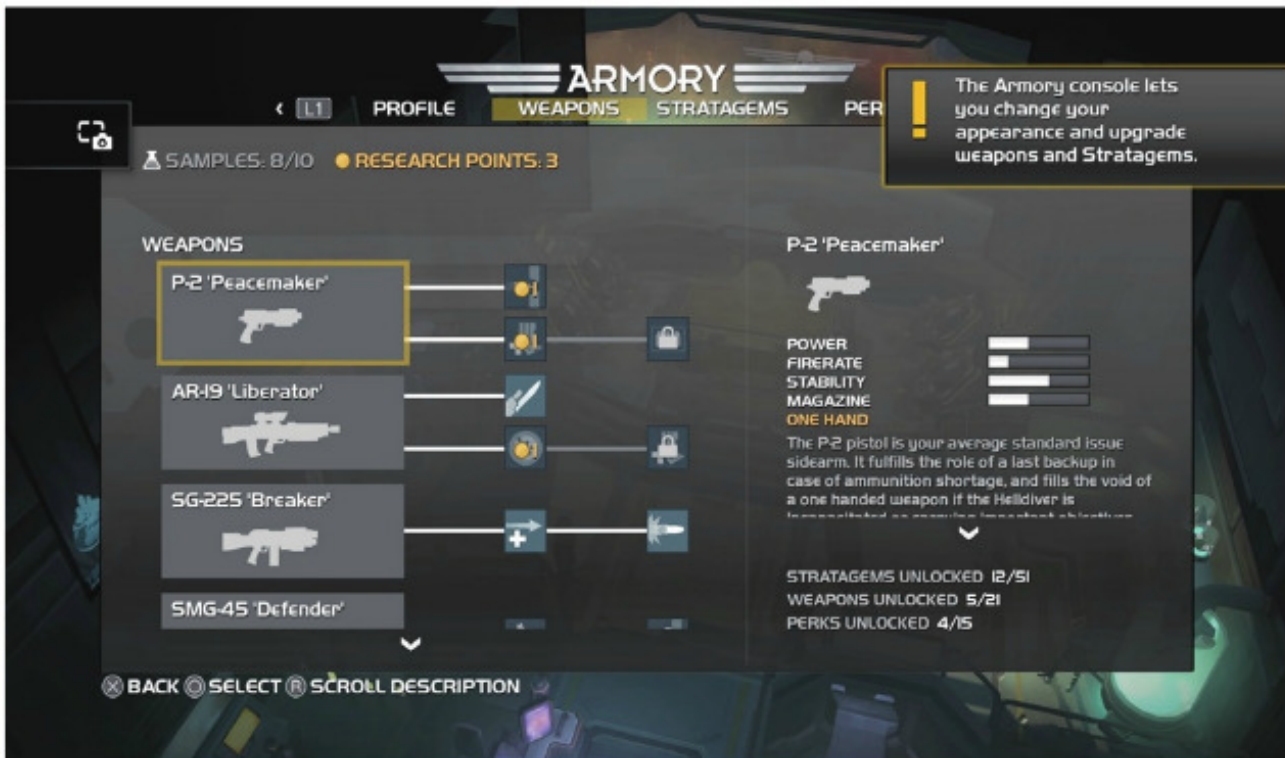 ARMORY
‹ L1 PROFILE WEAPONS STRATAGEMS PER
The Armory console lets
you change your
appearance and upgrade
weapons and Stratagems.
SAMPLES: 8/10 RESEARCH POINTS: 3
WEAPONS
P-2 'Peacemaker'
AR-19 'Liberator'
SG-225 'Breaker'
SMG-45 'Defender'
P-2 'Peacemaker'
POWER
FIRERATE
STABILITY
MAGAZINE
ONE HAND
The P-2 pistol is your average standard issue
sidearm. It fulfills the role of a last backup in
case of ammunition shortage, and fills the void of
a one handed weapon if the Helldiver is
STRATAGEMS UNLOCKED 12/51
WEAPONS UNLOCKED 5/21
PERKS UNLOCKED 4/15
BACK SELECT R SCROLL DESCRIPTION